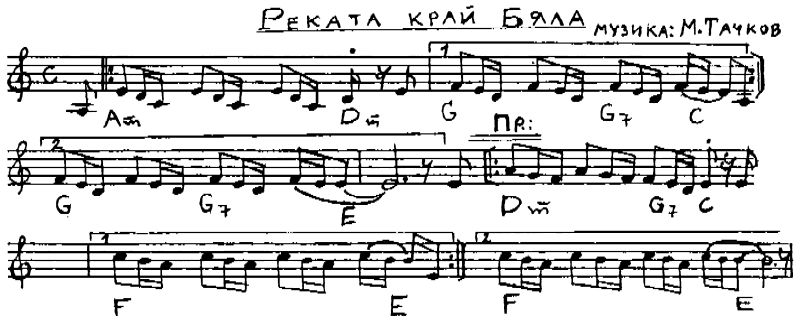 РЕКАТА КРАЙ БЯЛА
МУЗИКА: М.ТАЧКОВ
C
1
Am Dm G G7 C
2 ПР:
G G7 E Dm G7 C
1 2
F E F E